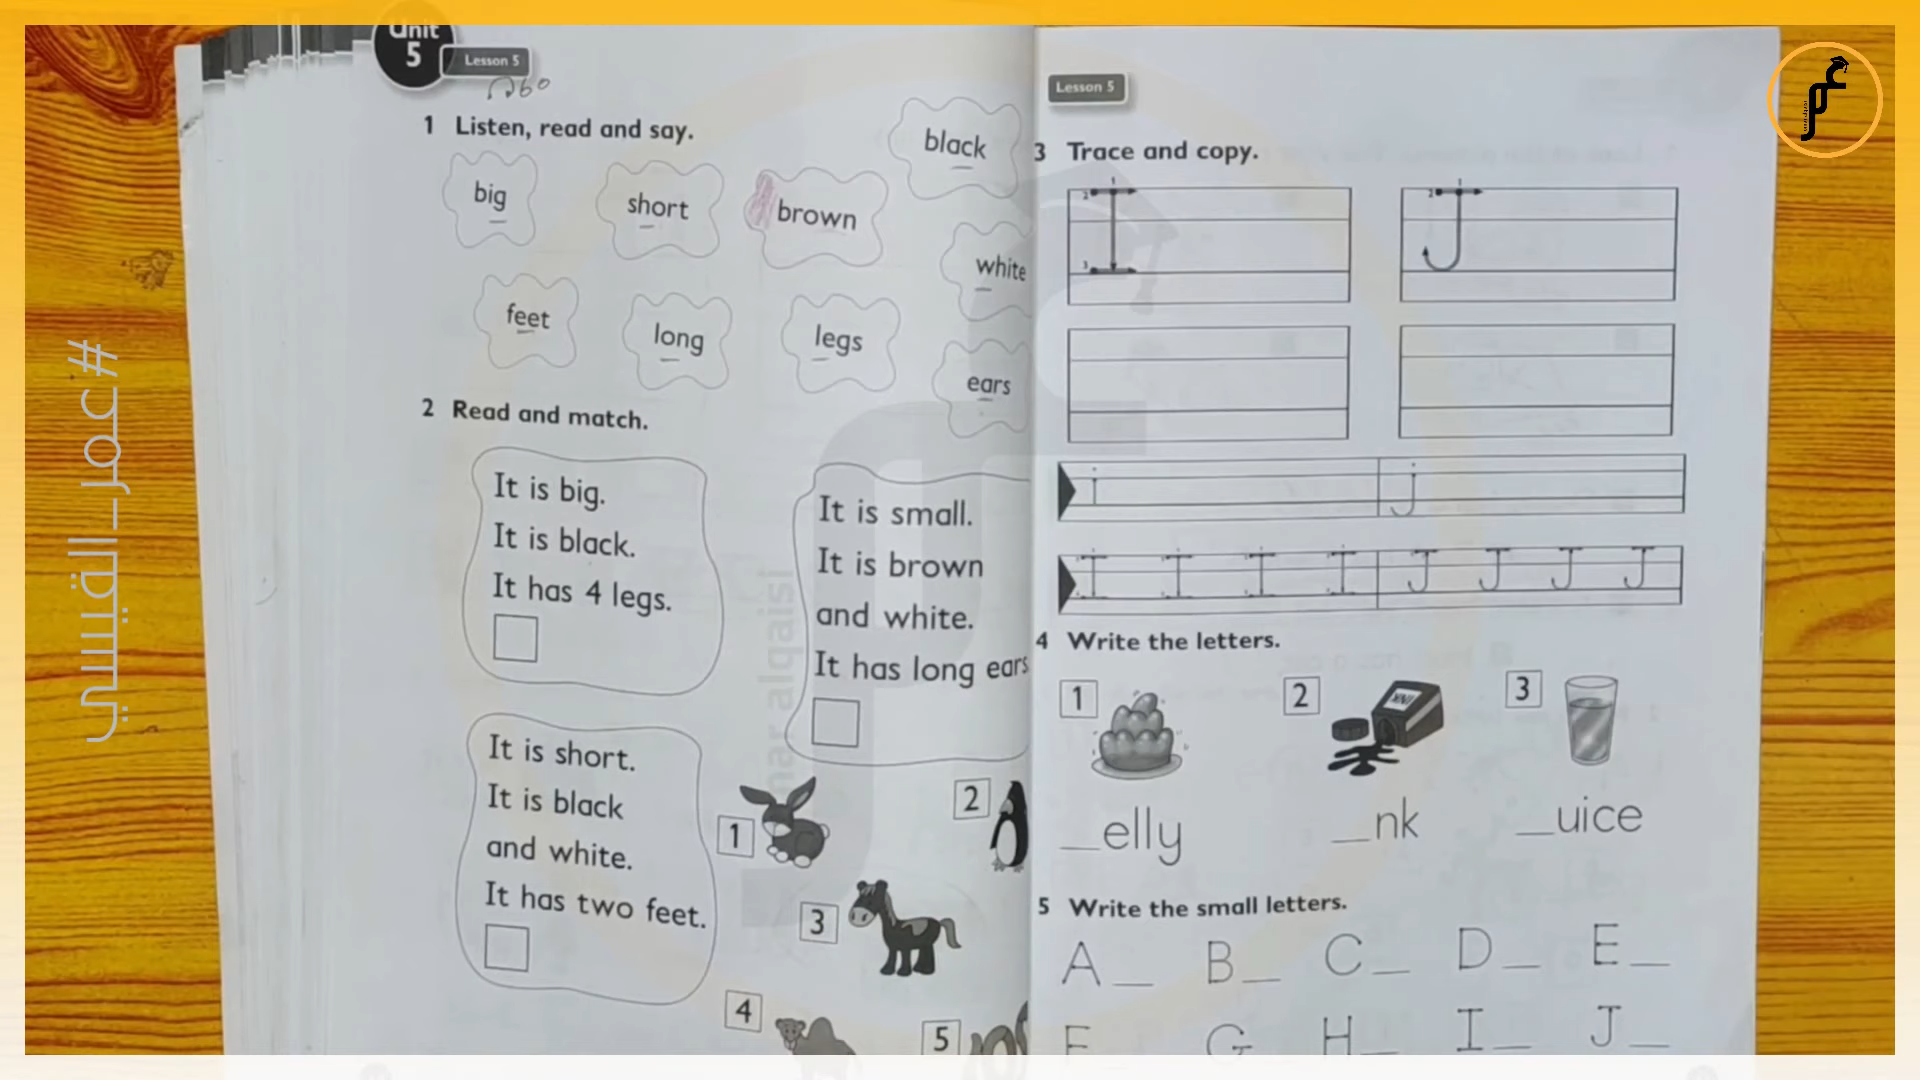 Unit
5
Lesson 5
1 Listen, read and say.
big
short
brown
black
white
feet
long
legs
ears
2 Read and match.
It is big.
It is black.
It has 4 legs.
It is small.
It is brown
and white.
It has long ears
It is short.
It is black
and white.
It has two feet.
1
2
3
4
5
Lesson 5
3 Trace and copy.
I J
i j
I I I I J J J J
4 Write the letters.
1 2 3
INK
_elly _nk _uice
5 Write the small letters.
A_ B_ C_ D_ E_
F G H_ I_ J_
#عمر_القيسي
mar alqaisi